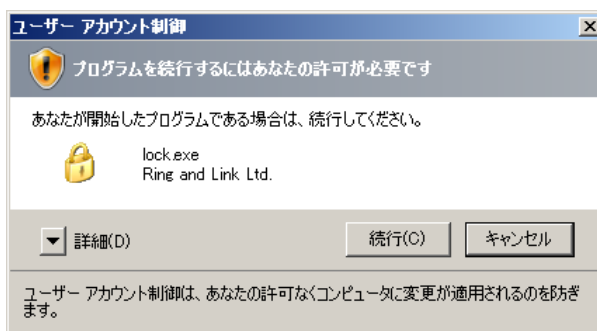 ユーザー アカウント制御
プログラムを続行するにはあなたの許可が必要です
あなたが開始したプログラムである場合は、続行してください。
lock.exe
Ring and Link Ltd.
詳細(D)
続行(C)
キャンセル
ユーザー アカウント制御は、あなたの許可なくコンピュータに変更が適用されるのを防ぎ
ます。